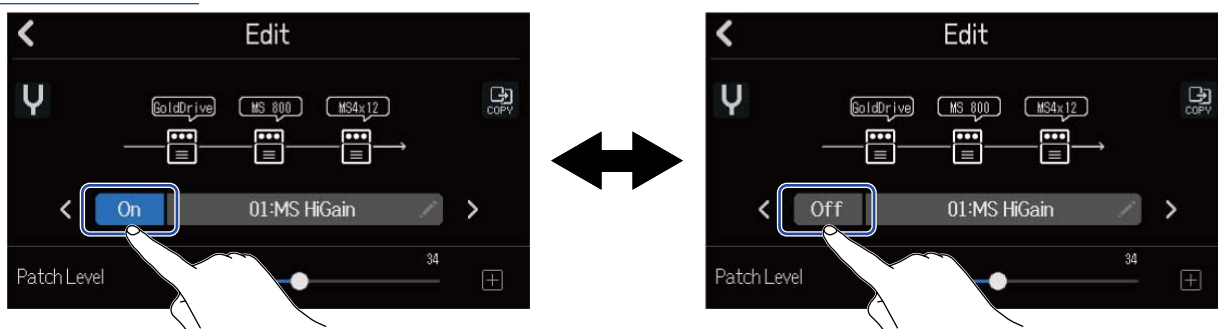 Edit
COPY
GoldDrive MS 800 MS4x12
On 01:MS HiGain
34
Patch Level
Edit
COPY
GoldDrive MS 800 MS4x12
Off 01:MS HiGain
34
Patch Level